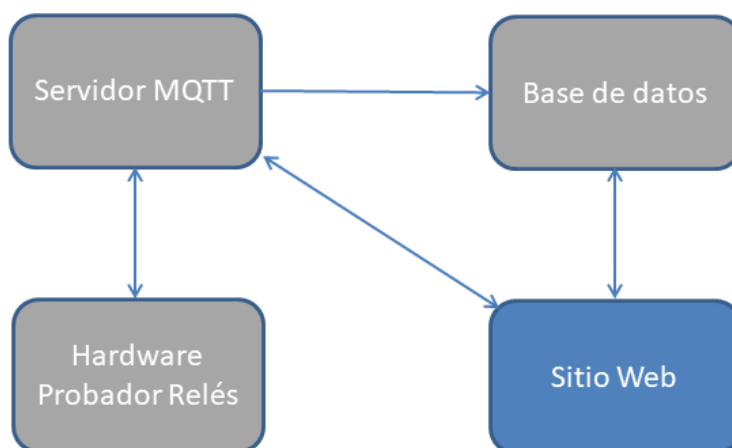 Servidor MQTT
Base de datos
Hardware
Probador Relés
Sitio Web